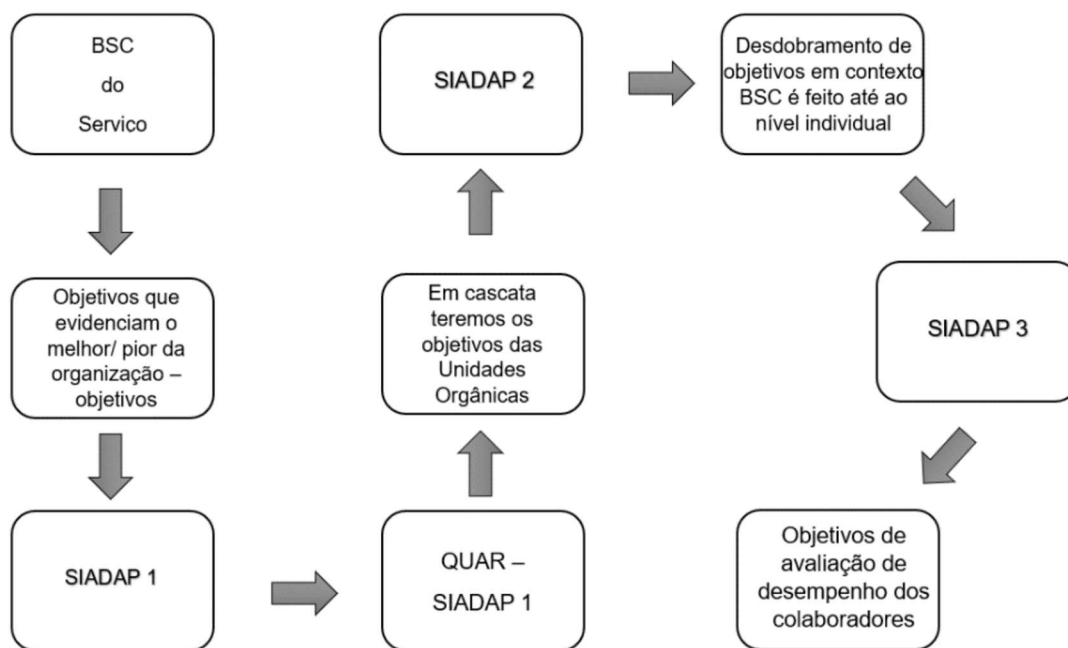 BSC
do
Servico
Objetivos que
evidenciam o
melhor/ pior da
organização –
objetivos
SIADAP 1
QUAR –
SIADAP 1
Em cascata
teremos os
objetivos das
Unidades
Orgânicas
SIADAP 2
Desdobramento de
objetivos em contexto
BSC é feito até ao
nível individual
SIADAP 3
Objetivos de
avaliação de
desempenho dos
colaboradores